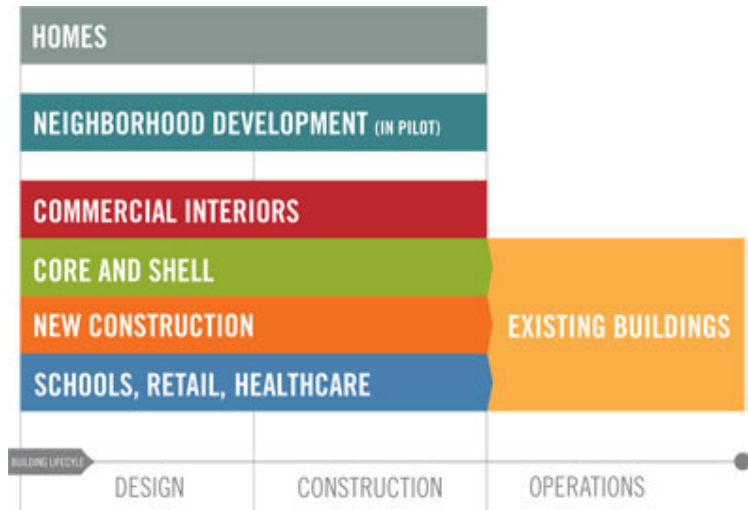 HOMES
NEIGHBORHOOD DEVELOPMENT (IN PILOT)
COMMERCIAL INTERIORS
CORE AND SHELL
NEW CONSTRUCTION
EXISTING BUILDINGS
SCHOOLS, RETAIL, HEALTHCARE
BUILDING LIFECYLE
DESIGN
CONSTRUCTION
OPERATIONS